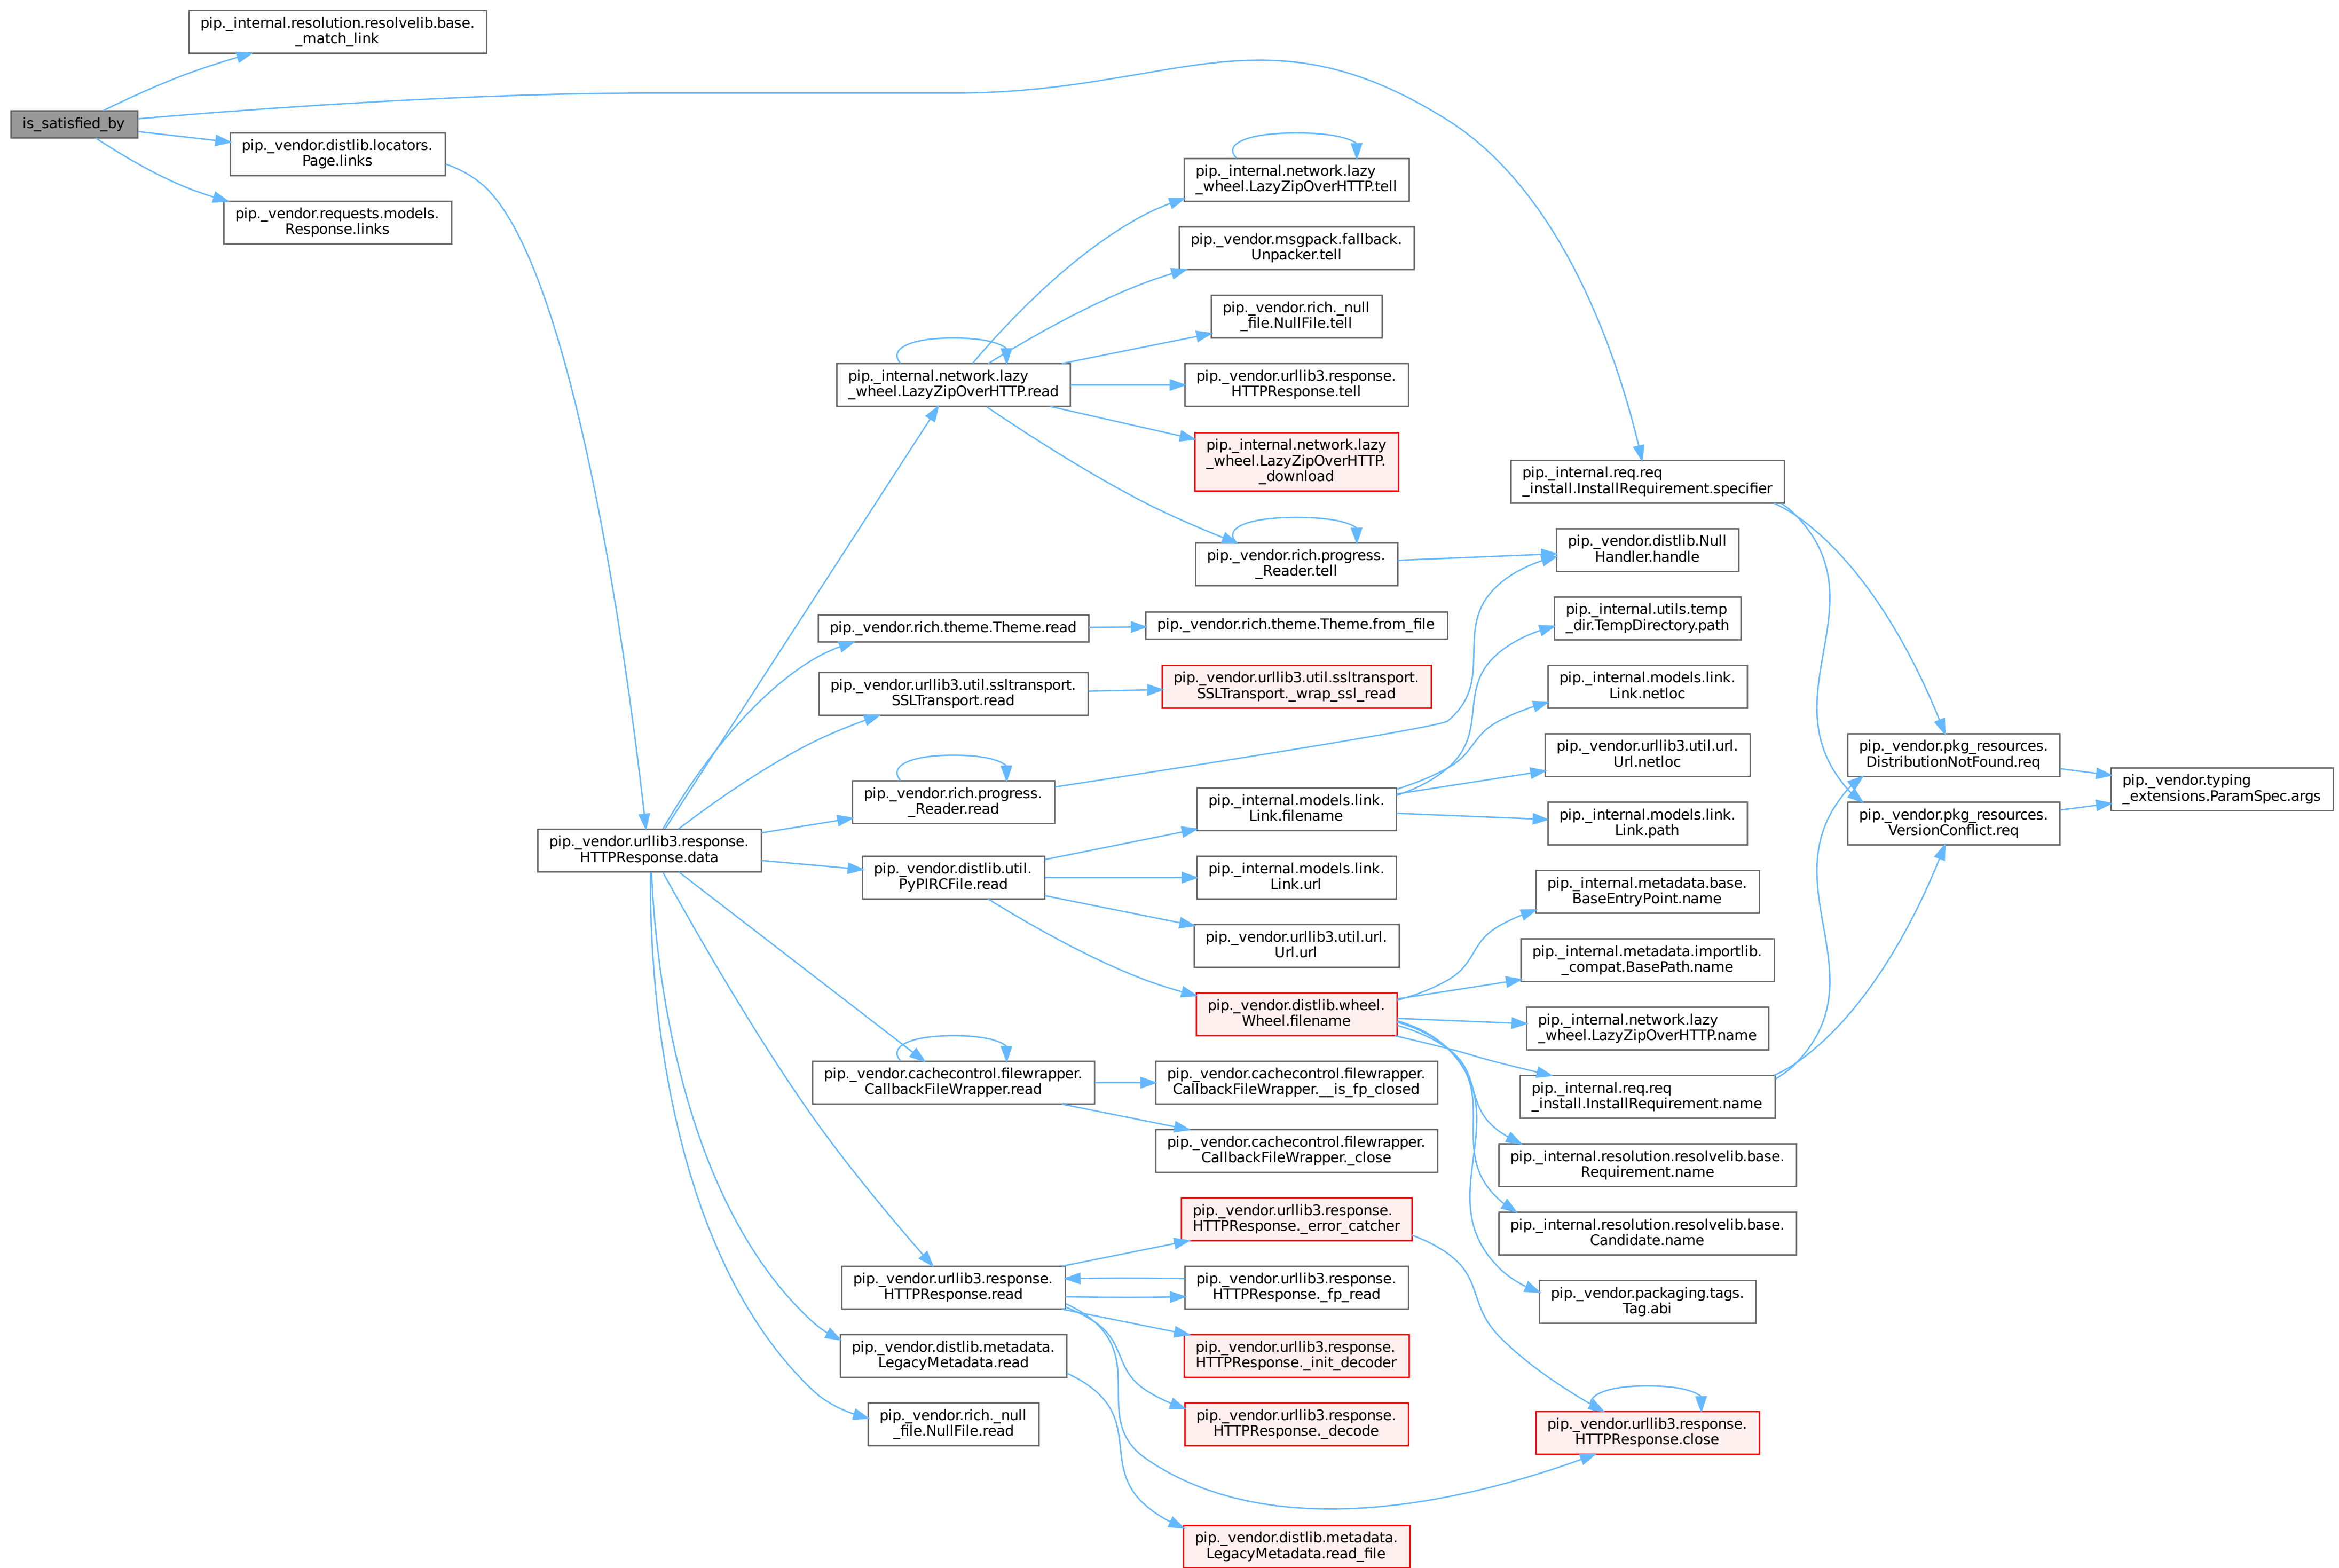 pip._internal.resolution.resolvelib.base.
_match_link
is_satisfied_by
pip._vendor.distlib.locators.
Page.links
pip._vendor.requests.models.
Response.links
pip._vendor.urllib3.response.
HTTPResponse.data
pip._internal.network.lazy
_wheel.LazyZipOverHTTP.read
pip._vendor.rich.theme.Theme.read
pip._vendor.urllib3.util.ssltransport.
SSLTransport.read
pip._vendor.rich.progress.
_Reader.read
pip._vendor.distlib.util.
PyPIRCFile.read
pip._vendor.cachecontrol.filewrapper.
CallbackFileWrapper.read
pip._vendor.urllib3.response.
HTTPResponse.read
pip._vendor.distlib.metadata.
LegacyMetadata.read
pip._vendor.rich._null
_file.NullFile.read
pip._internal.network.lazy
_wheel.LazyZipOverHTTP.tell
pip._vendor.msgpack.fallback.
Unpacker.tell
pip._vendor.rich._null
_file.NullFile.tell
pip._vendor.urllib3.response.
HTTPResponse.tell
pip._internal.network.lazy
_wheel.LazyZipOverHTTP.
_download
pip._vendor.rich.progress.
_Reader.tell
pip._vendor.rich.theme.Theme.from_file
pip._vendor.urllib3.util.ssltransport.
SSLTransport._wrap_ssl_read
pip._internal.models.link.
Link.filename
pip._internal.models.link.
Link.url
pip._vendor.urllib3.util.url.
Url.url
pip._vendor.distlib.wheel.
Wheel.filename
pip._vendor.cachecontrol.filewrapper.
CallbackFileWrapper.__is_fp_closed
pip._vendor.cachecontrol.filewrapper.
CallbackFileWrapper._close
pip._vendor.urllib3.response.
HTTPResponse._error_catcher
pip._vendor.urllib3.response.
HTTPResponse._fp_read
pip._vendor.urllib3.response.
HTTPResponse._init_decoder
pip._vendor.urllib3.response.
HTTPResponse._decode
pip._vendor.distlib.metadata.
LegacyMetadata.read_file
pip._internal.req.req
_install.InstallRequirement.specifier
pip._vendor.distlib.Null
Handler.handle
pip._internal.utils.temp
_dir.TempDirectory.path
pip._internal.models.link.
Link.netloc
pip._vendor.urllib3.util.url.
Url.netloc
pip._internal.models.link.
Link.path
pip._internal.metadata.base.
BaseEntryPoint.name
pip._internal.metadata.importlib.
_compat.BasePath.name
pip._internal.network.lazy
_wheel.LazyZipOverHTTP.name
pip._internal.req.req
_install.InstallRequirement.name
pip._internal.resolution.resolvelib.base.
Requirement.name
pip._internal.resolution.resolvelib.base.
Candidate.name
pip._vendor.packaging.tags.
Tag.abi
pip._vendor.urllib3.response.
HTTPResponse.close
pip._vendor.pkg_resources.
DistributionNotFound.req
pip._vendor.pkg_resources.
VersionConflict.req
pip._vendor.typing
_extensions.ParamSpec.args